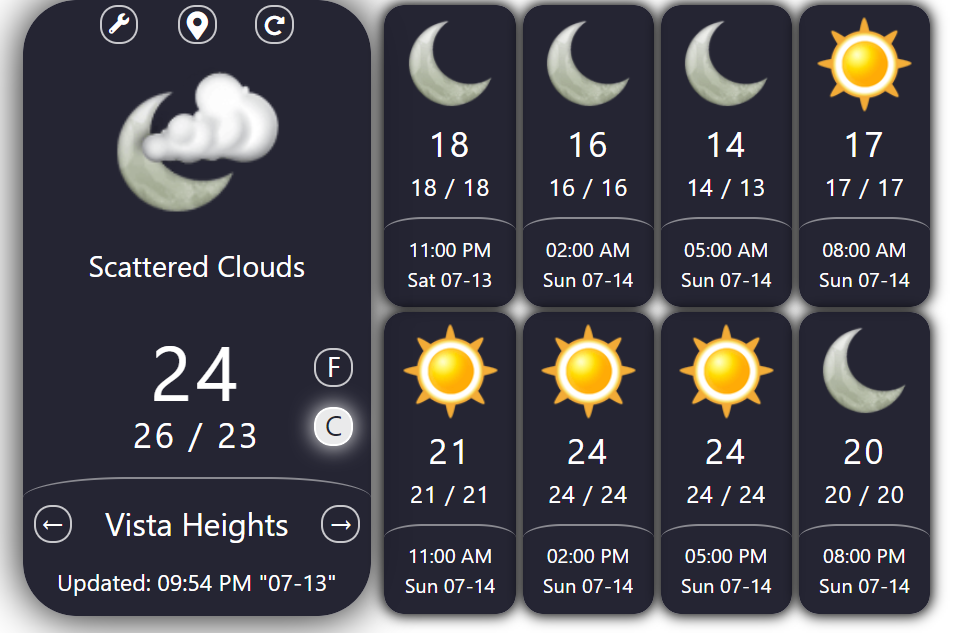 Scattered Clouds
24
F
26 / 23
C
← Vista Heights →
Updated: 09:54 PM "07-13"
18
18 / 18
11:00 PM
Sat 07-13
16
16 / 16
02:00 AM
Sun 07-14
14
14 / 13
05:00 AM
Sun 07-14
17
17 / 17
08:00 AM
Sun 07-14
21
21 / 21
11:00 AM
Sun 07-14
24
24 / 24
02:00 PM
Sun 07-14
24
24 / 24
05:00 PM
Sun 07-14
20
20 / 20
08:00 PM
Sun 07-14